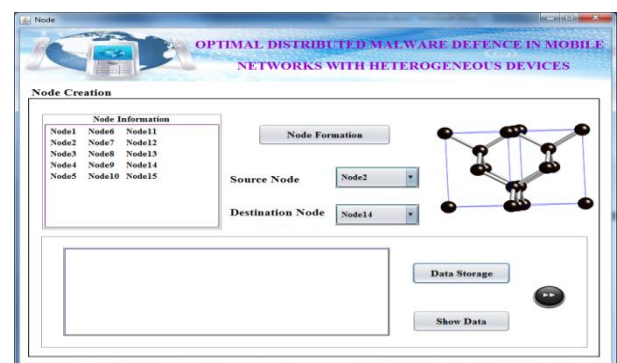 Node
OPTIMAL DISTRIBUTED MALWARE DEFENCE IN MOBILE
NETWORKS WITH HETEROGENEOUS DEVICES
Node Creation
Node Information
Node1 Node6 Node11
Node2 Node7 Node12
Node3 Node8 Node13
Node4 Node9 Node14
Node5 Node10 Node15
Node Formation
Source Node Node2
Destination Node Node14
Data Storage
Show Data